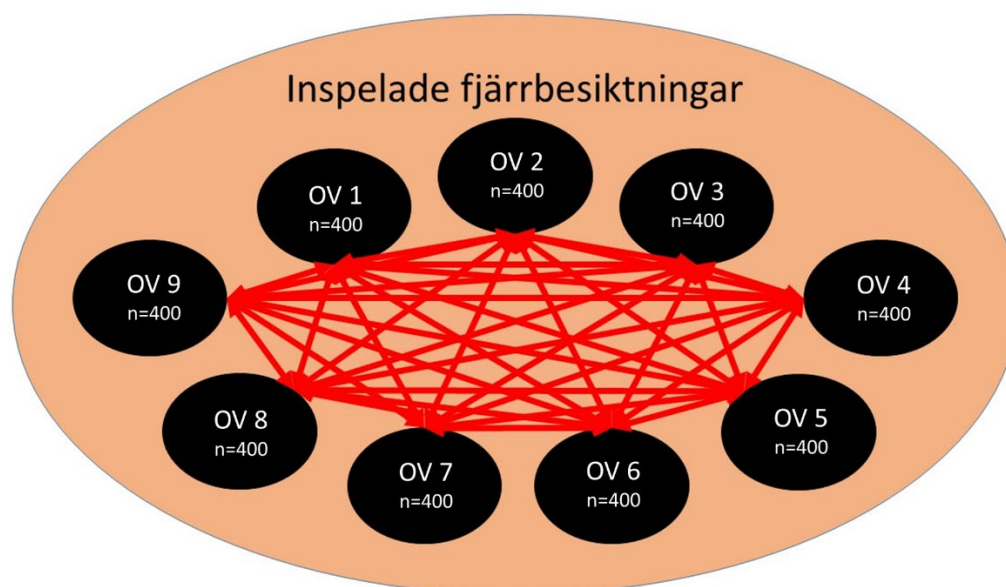 Inspelade fjärrbesiktningar
OV 1
n=400
OV 2
n=400
OV 3
n=400
OV 4
n=400
OV 5
n=400
OV 6
n=400
OV 7
n=400
OV 8
n=400
OV 9
n=400